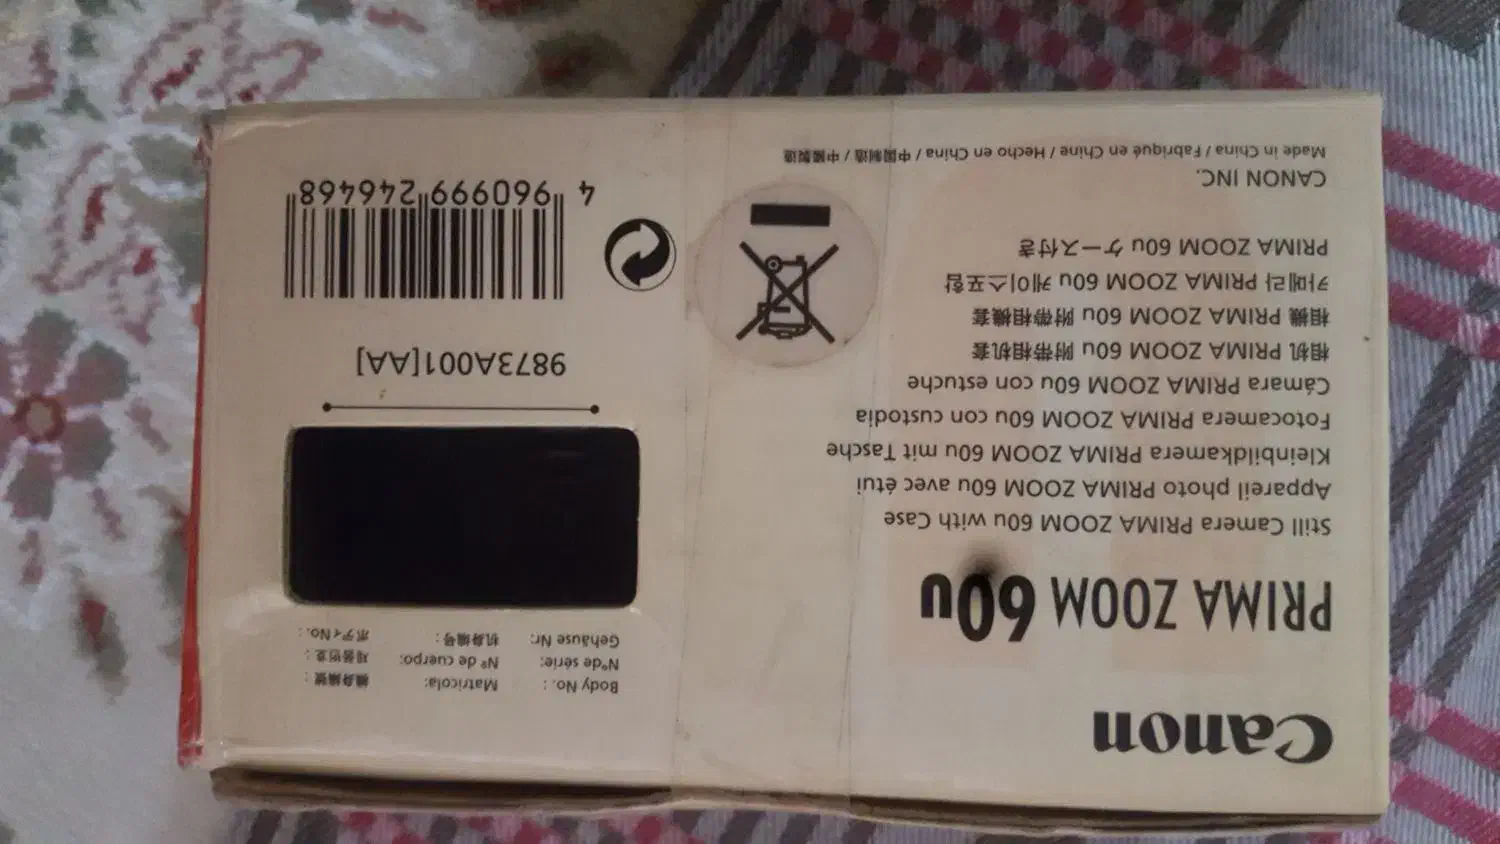 Canon
PRIMA ZOOM 60u
Still Camera PRIMA ZOOM 60u with Case
Appareil photo PRIMA ZOOM 60u avec étui
Kleinbildkamera PRIMA ZOOM 60u mit Tasche
Fotocamera PRIMA ZOOM 60u con custodia
Cámara PRIMA ZOOM 60u con estuche
相机 PRIMA ZOOM 60u 附带相机套
相機 PRIMA ZOOM 60u 附帶相機套
카메라 PRIMA ZOOM 60u 케이스포함
PRIMA ZOOM 60u ケース付き
CANON INC.
Made in China / Fabriqué en Chine / Hecho en China / 中国制造 / 中國製造
Body No. : Matricola: 機身編號 :
N°de série: N° de cuerpo: 제품번호 :
Gehäuse Nr: 机身编号 : ボディNo. :
9873A001[AA]
4 960999 246468